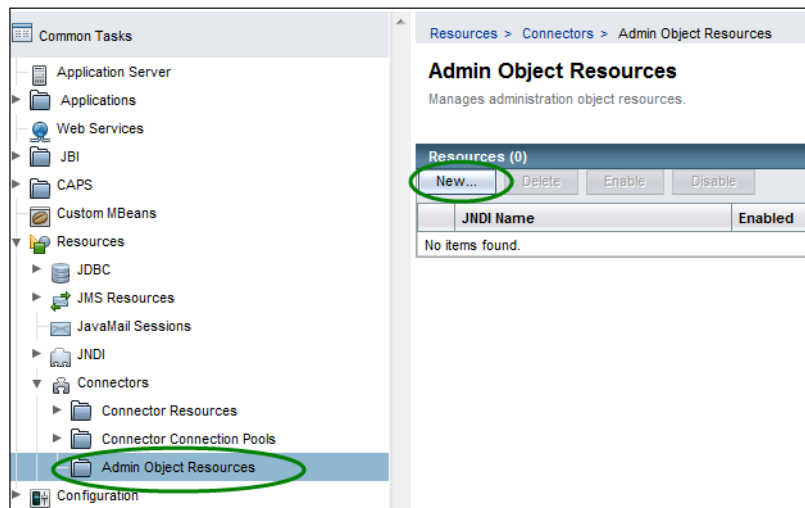 Common Tasks
Application Server
Applications
Web Services
JBI
CAPS
Custom MBeans
Resources
JDBC
JMS Resources
JavaMail Sessions
JNDI
Connectors
Connector Resources
Connector Connection Pools
Admin Object Resources
Configuration
Resources > Connectors > Admin Object Resources
Admin Object Resources
Manages administration object resources.
Resources (0)
New... Delete Enable Disable
JNDI Name Enabled
No items found.